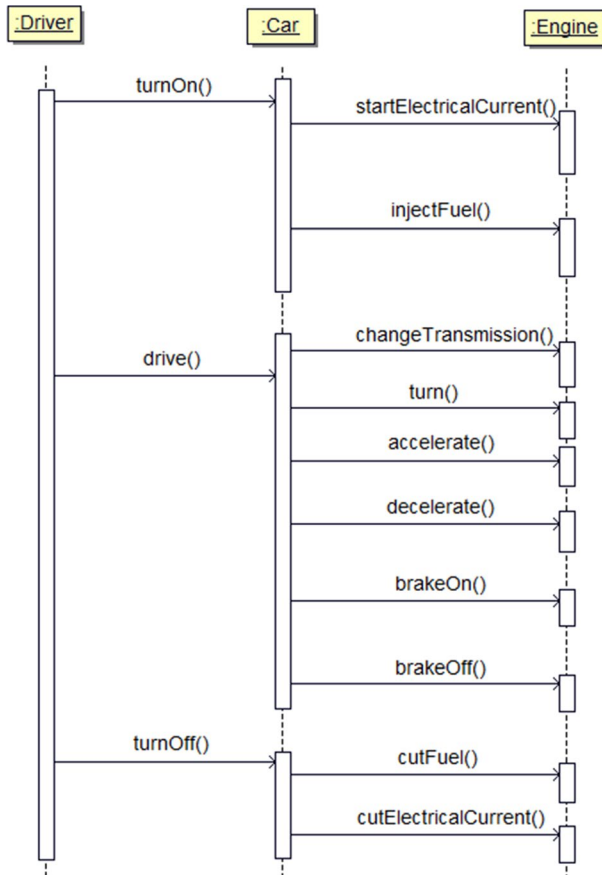 :Driver
:Car
:Engine
turnOn()
startElectricalCurrent()
injectFuel()
changeTransmission()
drive()
turn()
accelerate()
decelerate()
brakeOn()
brakeOff()
turnOff()
cutFuel()
cutElectricalCurrent()